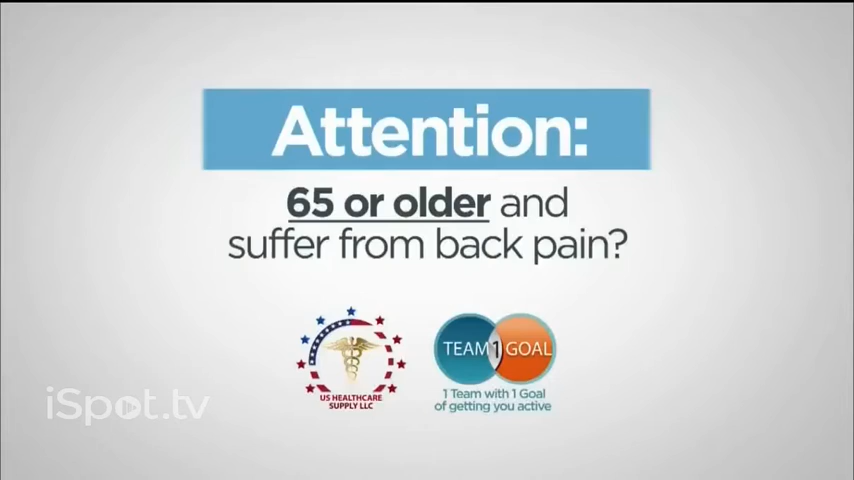 Attention:
65 or older and
suffer from back pain?
US HEALTHCARE
SUPPLY LLC
TEAM 1 GOAL
1 Team with 1 Goal
of getting you active
iSpot.tv